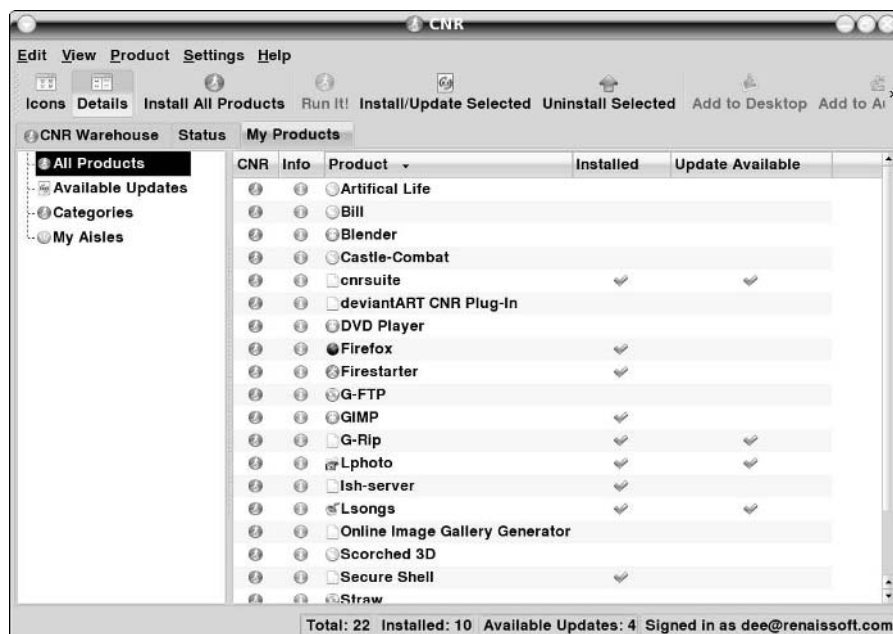 CNR
Edit View Product Settings Help
Icons Details Install All Products Run It! Install/Update Selected Uninstall Selected Add to Desktop Add to
CNR Warehouse Status My Products
All Products
Available Updates
Categories
My Aisles
CNR Info Product Installed Update Available
Artifical Life
Bill
Blender
Castle-Combat
cnrsuite
deviantART CNR Plug-In
DVD Player
Firefox
Firestarter
G-FTP
GIMP
G-Rip
Lphoto
lsh-server
Lsongs
Online Image Gallery Generator
Scorched 3D
Secure Shell
Straw
Total: 22 Installed: 10 Available Updates: 4 Signed in as dee@renaissoft.com